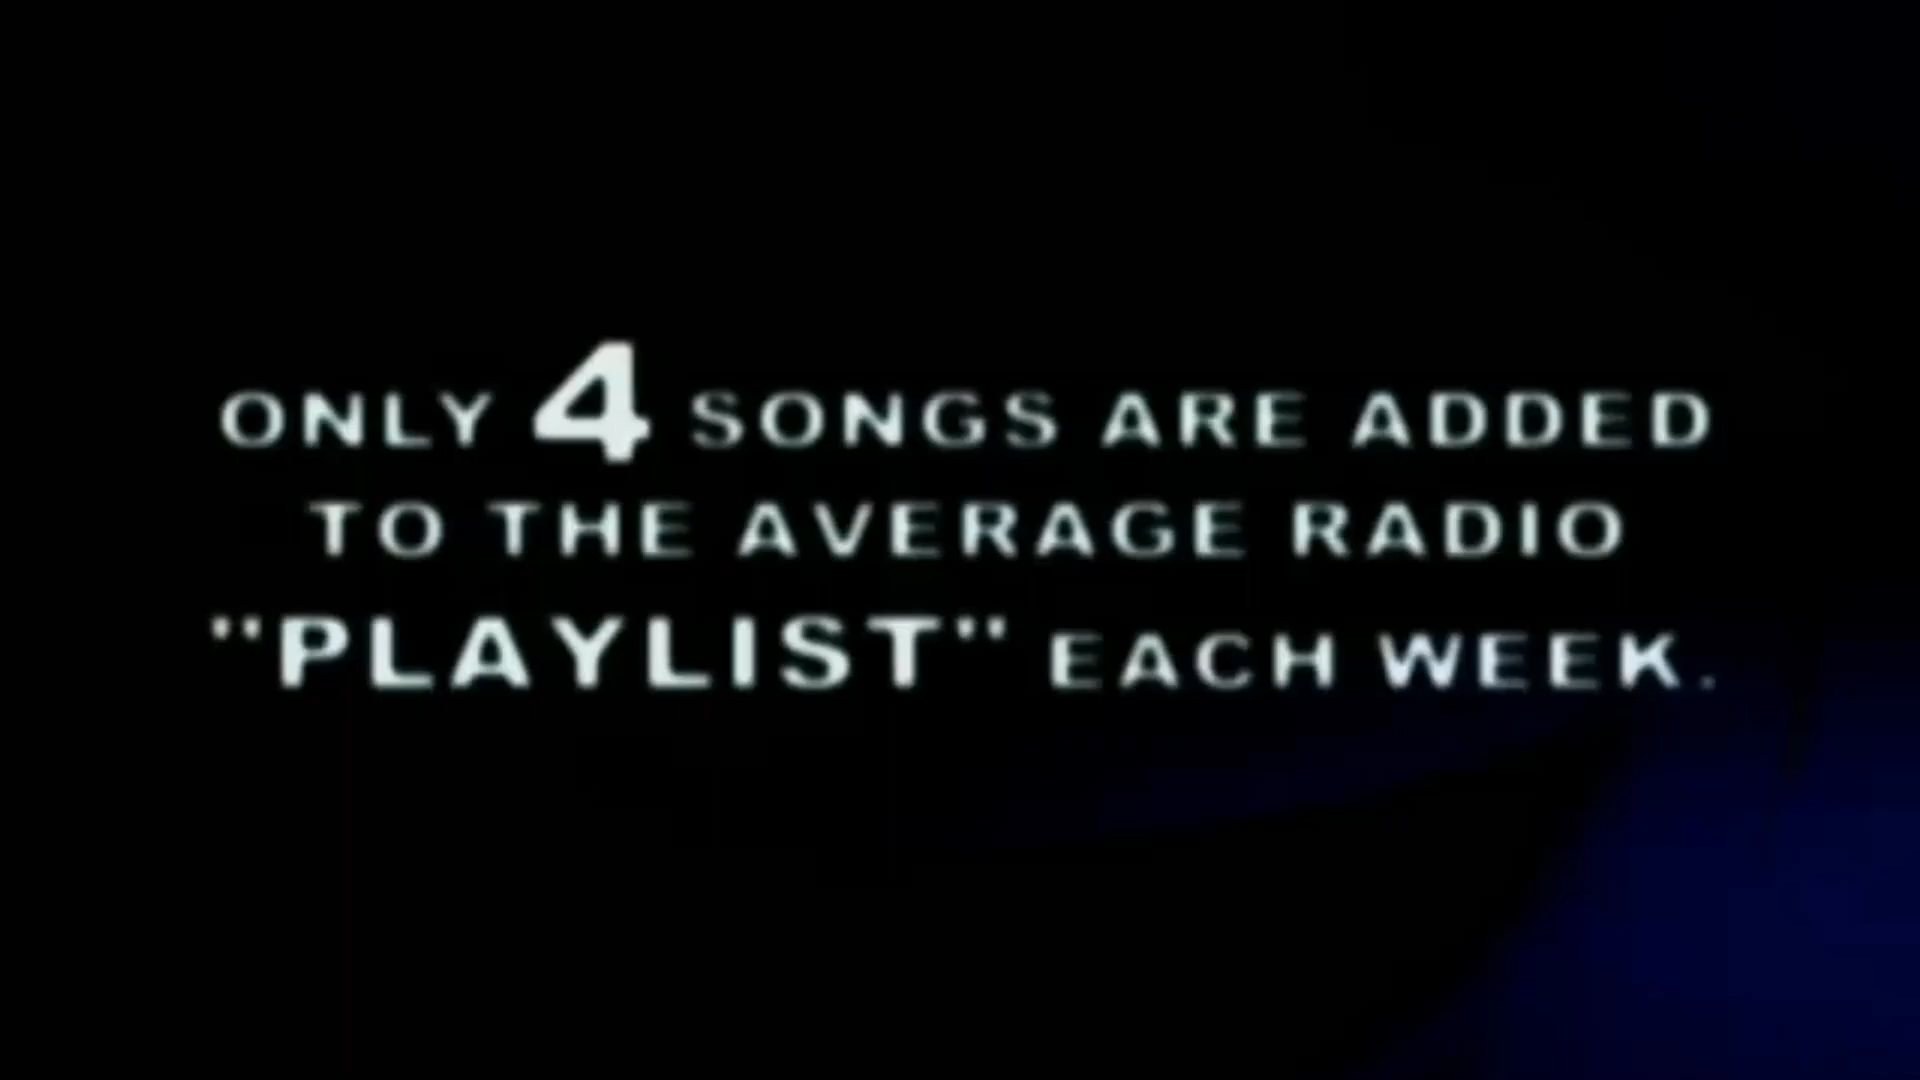 ONLY 4 SONGS ARE ADDED
TO THE AVERAGE RADIO
"PLAYLIST" EACH WEEK.